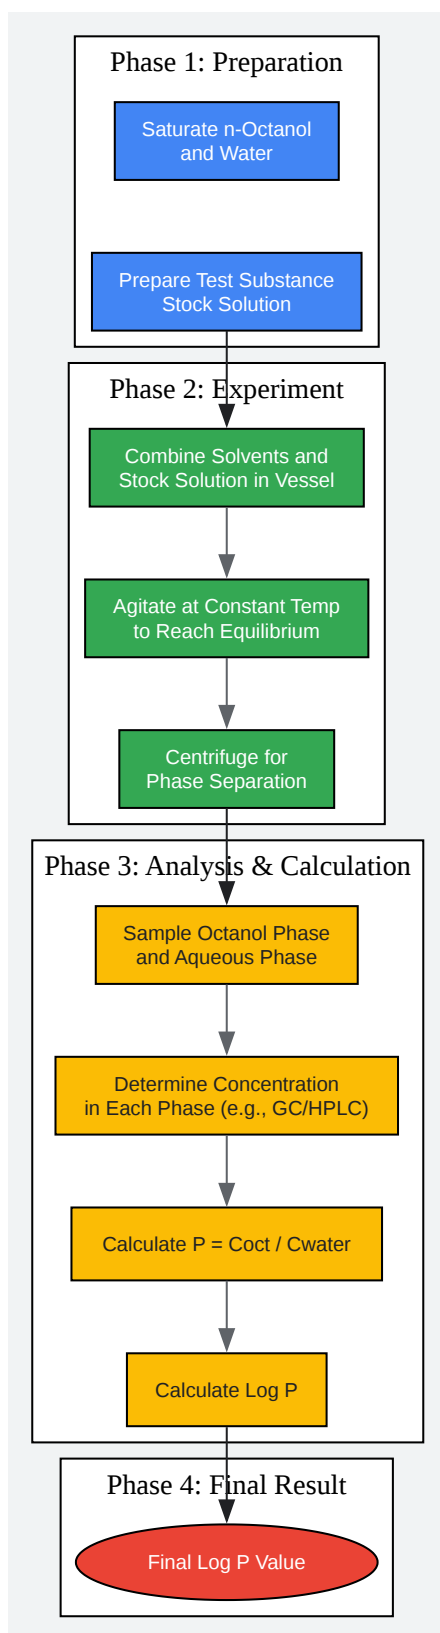 Phase 1: Preparation
Saturate n-Octanol
and Water
Prepare Test Substance
Stock Solution
Phase 2: Experiment
Combine Solvents and
Stock Solution in Vessel
Agitate at Constant Temp
to Reach Equilibrium
Centrifuge for
Phase Separation
Phase 3: Analysis & Calculation
Sample Octanol Phase
and Aqueous Phase
Determine Concentration
in Each Phase (e.g., GC/HPLC)
Calculate P = Coct / Cwater
Calculate Log P
Phase 4: Final Result
Final Log P Value